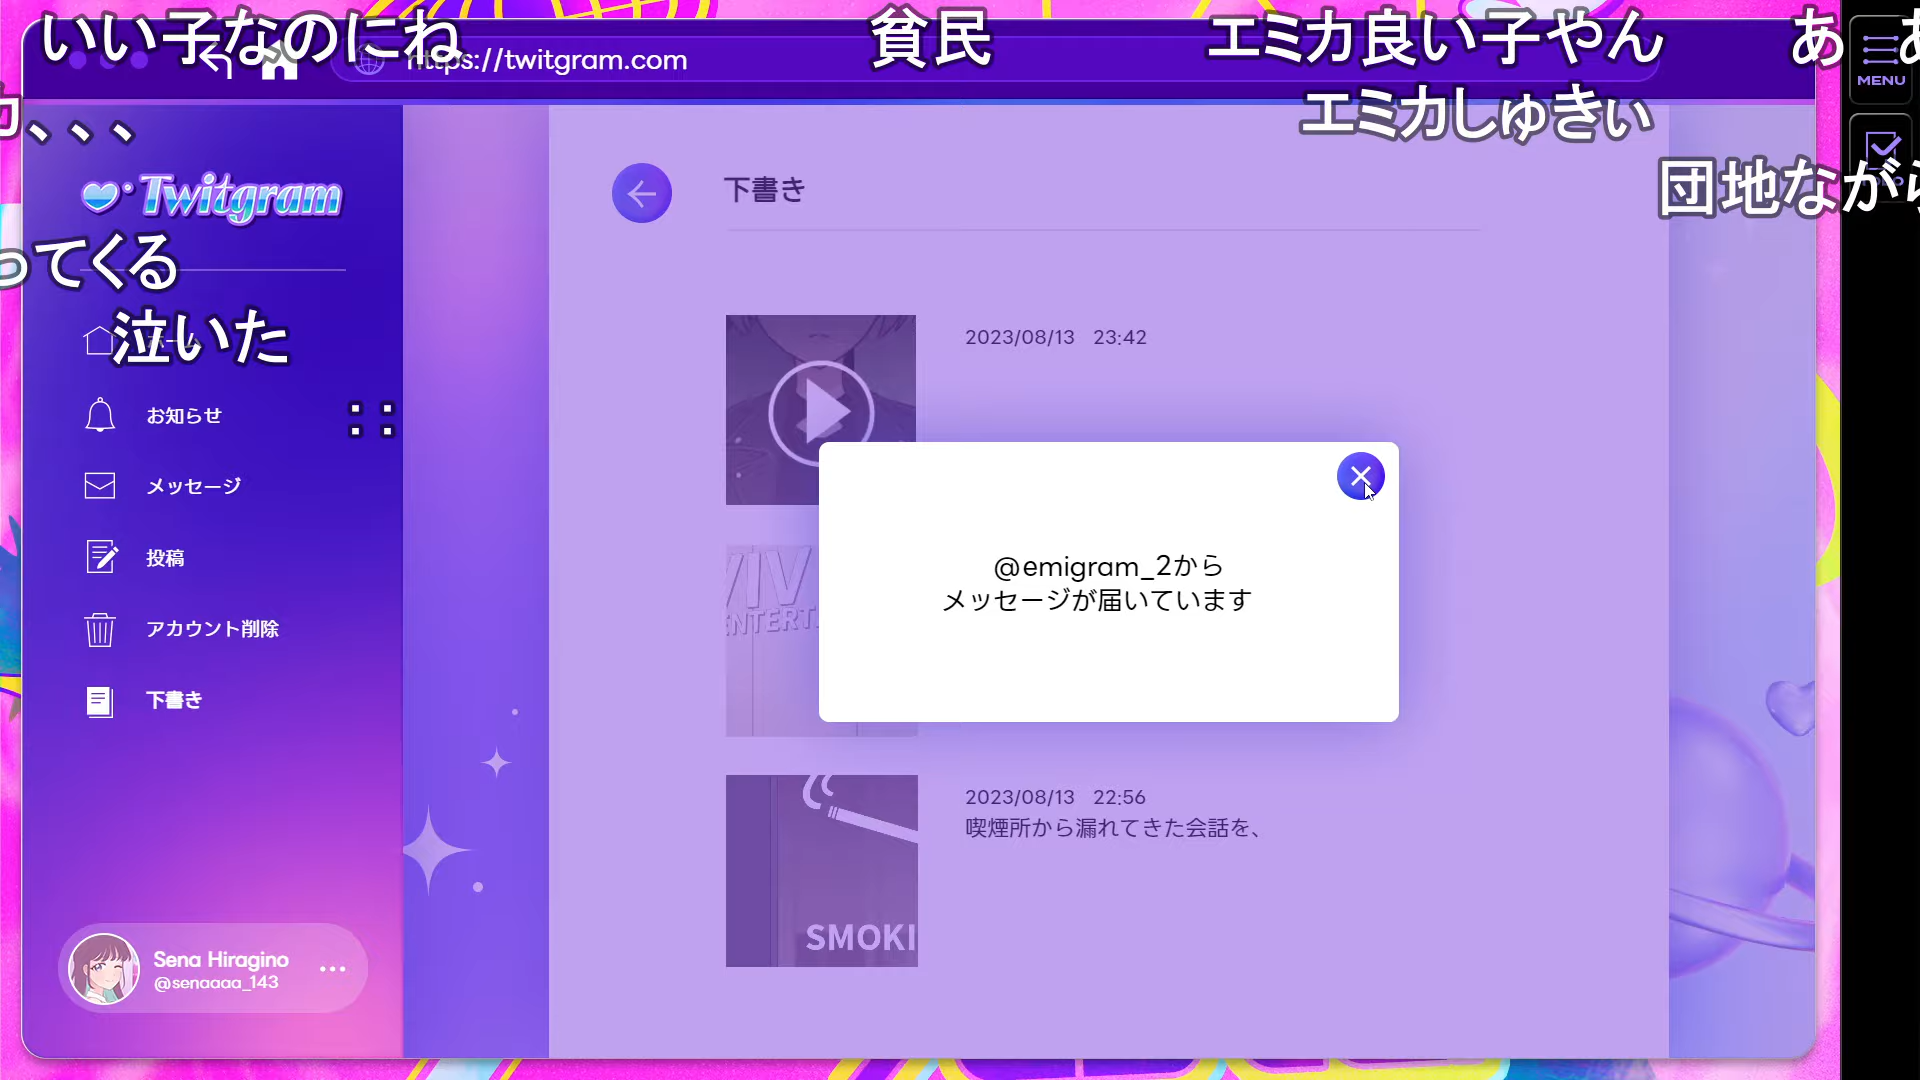 いい子なのにね
貧民
エミカ良い子やん
https://twitgram.com
MENU
エミカしゅきぃ
、、、
団地ながら
Twitgram
下書き
ってくる
泣いた
ホーム
2023/08/13 23:42
お知らせ
メッセージ
投稿
@emigram_2から
メッセージが届いています
アカウント削除
下書き
2023/08/13 22:56
喫煙所から漏れてきた会話を、
SMOKI
Sena Hiragino
@senaaaa_143